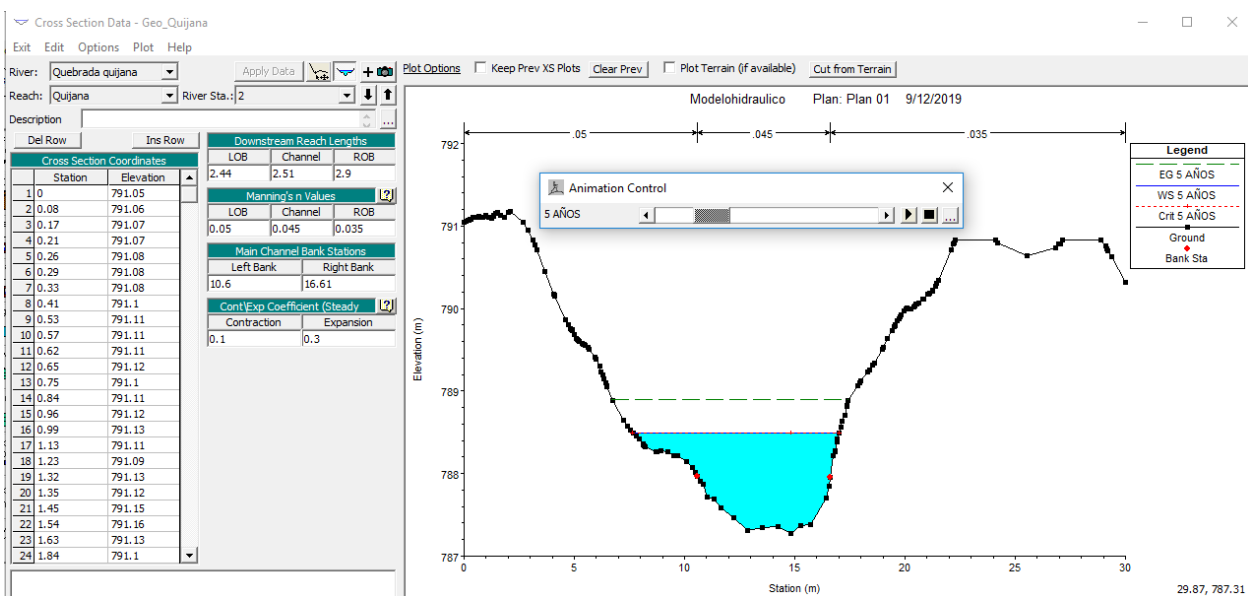 Cross Section Data - Geo_Quijana
Exit Edit Options Plot Help
River: Quebrada quijana
Apply Data
Reach: Quijana River Sta.: 2
Description
...
Del Row Ins Row
Cross Section Coordinates
Station Elevation
1 0 791.05
2 0.08 791.06
3 0.17 791.07
4 0.21 791.07
5 0.26 791.08
6 0.29 791.08
7 0.33 791.08
8 0.41 791.1
9 0.53 791.11
10 0.57 791.11
11 0.62 791.11
12 0.65 791.12
13 0.75 791.1
14 0.84 791.11
15 0.96 791.12
16 0.99 791.13
17 1.13 791.11
18 1.23 791.09
19 1.32 791.13
20 1.35 791.12
21 1.45 791.15
22 1.54 791.16
23 1.63 791.13
24 1.84 791.1
Downstream Reach Lengths
LOB Channel ROB
2.44 2.51 2.9
Manning's n Values
?
LOB Channel ROB
0.05 0.045 0.035
Main Channel Bank Stations
Left Bank Right Bank
10.6 16.61
Cont\Exp Coefficient (Steady
?
Contraction Expansion
0.1 0.3
Plot Options Keep Prev XS Plots Clear Prev Plot Terrain (if available) Cut from Terrain
Modelohidraulico Plan: Plan 01 9/12/2019
.05 .045 .035
Animation Control
5 AÑOS
...
Legend
EG 5 AÑOS
WS 5 AÑOS
Crit 5 AÑOS
Ground
Bank Sta
792
791
790
789
788
787
Elevation (m)
0 5 10 15 20 25 30
Station (m)
29.87, 787.31